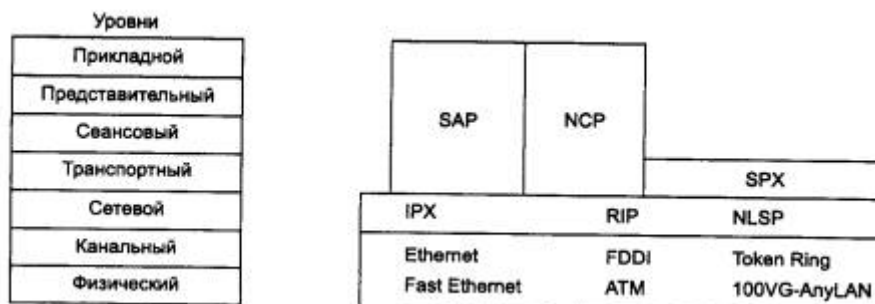 Уровни
Прикладной
Представительный
Сеансовый
Транспортный
Сетевой
Канальный
Физический
SAP NCP
SPX
IPX RIP NLSP
Ethernet FDDI Token Ring
Fast Ethernet ATM 100VG-AnyLAN